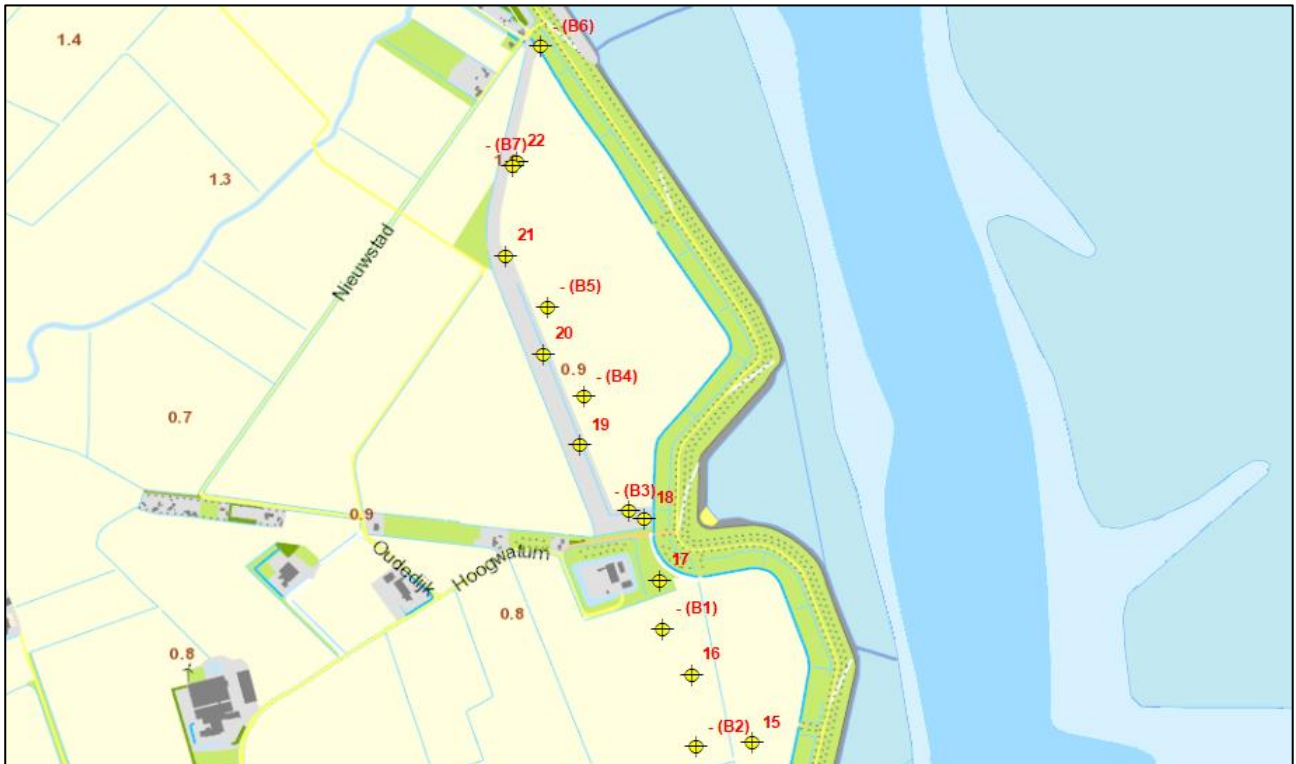 - (B6)
1.4
- (B7) 22
1.3
21
Nieuwstad
- (B5)
20
0.9
- (B4)
0.7
19
- (B3) 18
0.9
Oudedijk
Hoogwatum
17
0.8
- (B1)
0.8
16
- (B2)
15